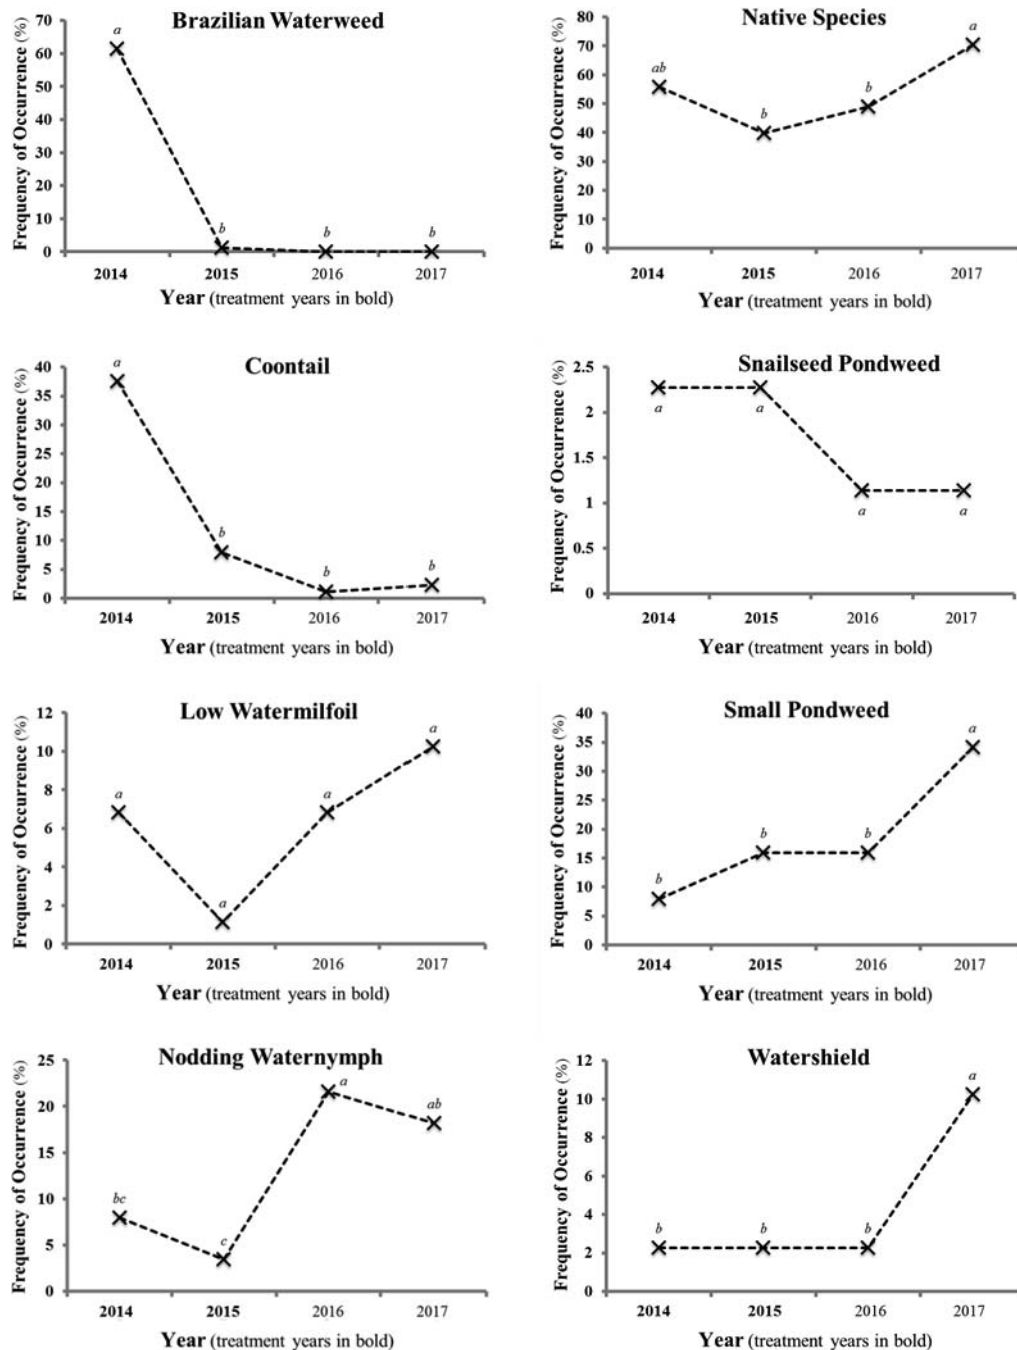 Brazilian Waterweed
Frequency of Occurrence (%)
70
60
50
40
30
20
10
0
a
b
b
b
2014
2015
2016
2017
Year (treatment years in bold)
Native Species
Frequency of Occurrence (%)
80
70
60
50
40
30
20
10
0
ab
b
b
a
2014
2015
2016
2017
Year (treatment years in bold)
Coontail
Frequency of Occurrence (%)
40
35
30
25
20
15
10
5
0
a
b
b
b
2014
2015
2016
2017
Year (treatment years in bold)
Snailseed Pondweed
Frequency of Occurrence (%)
2.5
2
1.5
1
0.5
0
a
a
a
a
2014
2015
2016
2017
Year (treatment years in bold)
Low Watermilfoil
Frequency of Occurrence (%)
12
10
8
6
4
2
0
a
a
a
a
2014
2015
2016
2017
Year (treatment years in bold)
Small Pondweed
Frequency of Occurrence (%)
40
35
30
25
20
15
10
5
0
b
b
b
a
2014
2015
2016
2017
Year (treatment years in bold)
Nodding Waternymph
Frequency of Occurrence (%)
25
20
15
10
5
0
bc
c
a
ab
2014
2015
2016
2017
Year (treatment years in bold)
Watershield
Frequency of Occurrence (%)
12
10
8
6
4
2
0
b
b
b
a
2014
2015
2016
2017
Year (treatment years in bold)